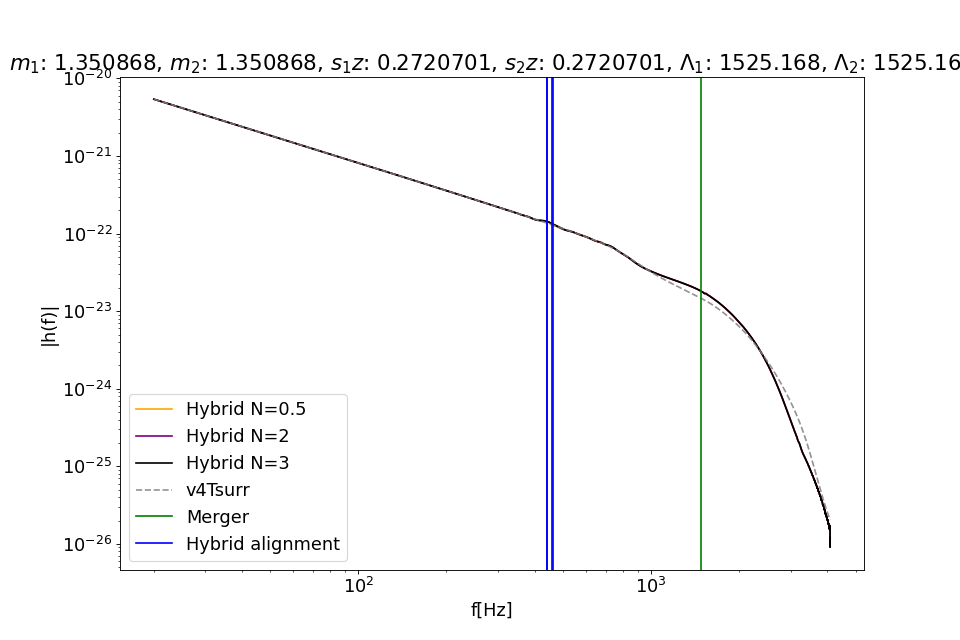 m₁: 1.350868, m₂: 1.350868, s₁z: 0.2720701, s₂z: 0.2720701, Λ₁: 1525.168, Λ₂: 1525.16
10⁻²⁰
10⁻²¹
10⁻²²
10⁻²³
10⁻²⁴
10⁻²⁵
10⁻²⁶
|h(f)|
Hybrid N=0.5
Hybrid N=2
Hybrid N=3
v4Tsurr
Merger
Hybrid alignment
10² 10³
f[Hz]